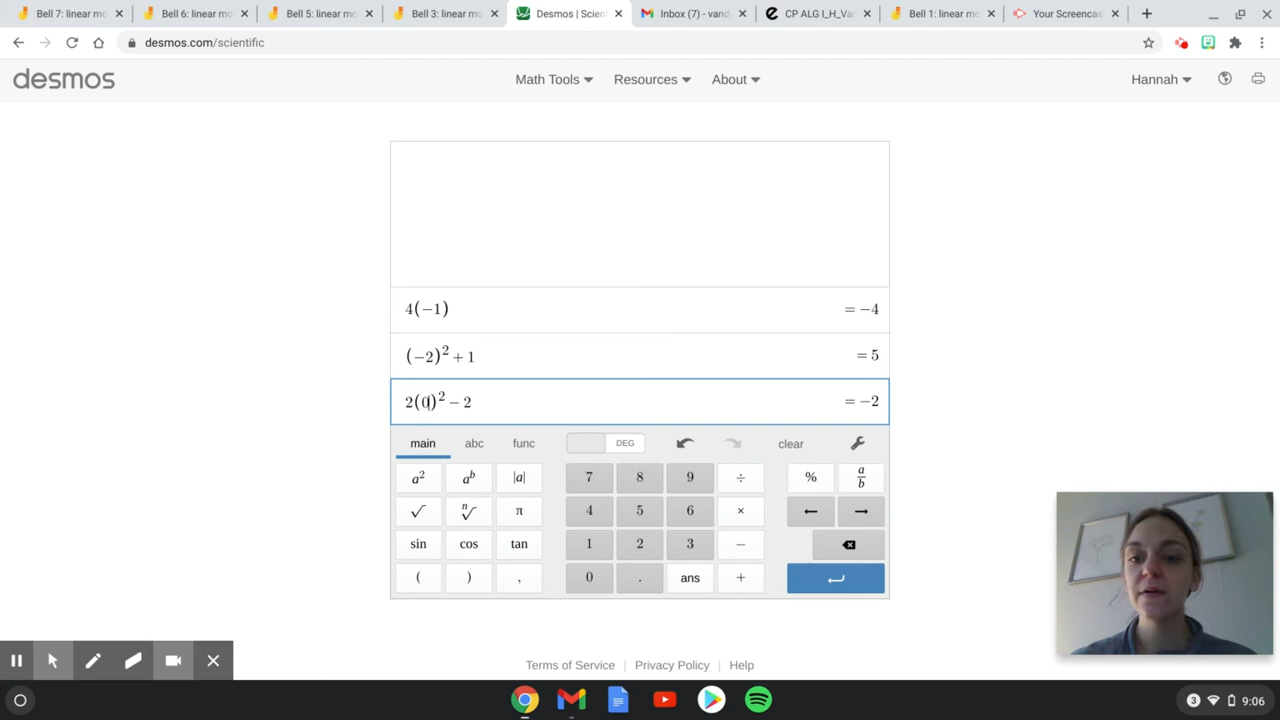 Bell 7: linear mo
Bell 6: linear mo
Bell 5: linear mo
Bell 3: linear mo
Desmos | Scien
Inbox (7) - vandy
CP ALG I_H_Va
Bell 1: linear mo
Your Screencas
desmos.com/scientific
desmos
Math Tools
Resources
About
Hannah
4(−1)
= −4
(−2)² + 1
= 5
2(0)² − 2
= −2
main
abc
func
DEG
clear
a² aᵇ |a| 7 8 9 ÷ % a/b
√ ⁿ√ π 4 5 6 × ← →
sin cos tan 1 2 3 −
( ) , 0 . ans +
Terms of Service | Privacy Policy | Help
3 9:06